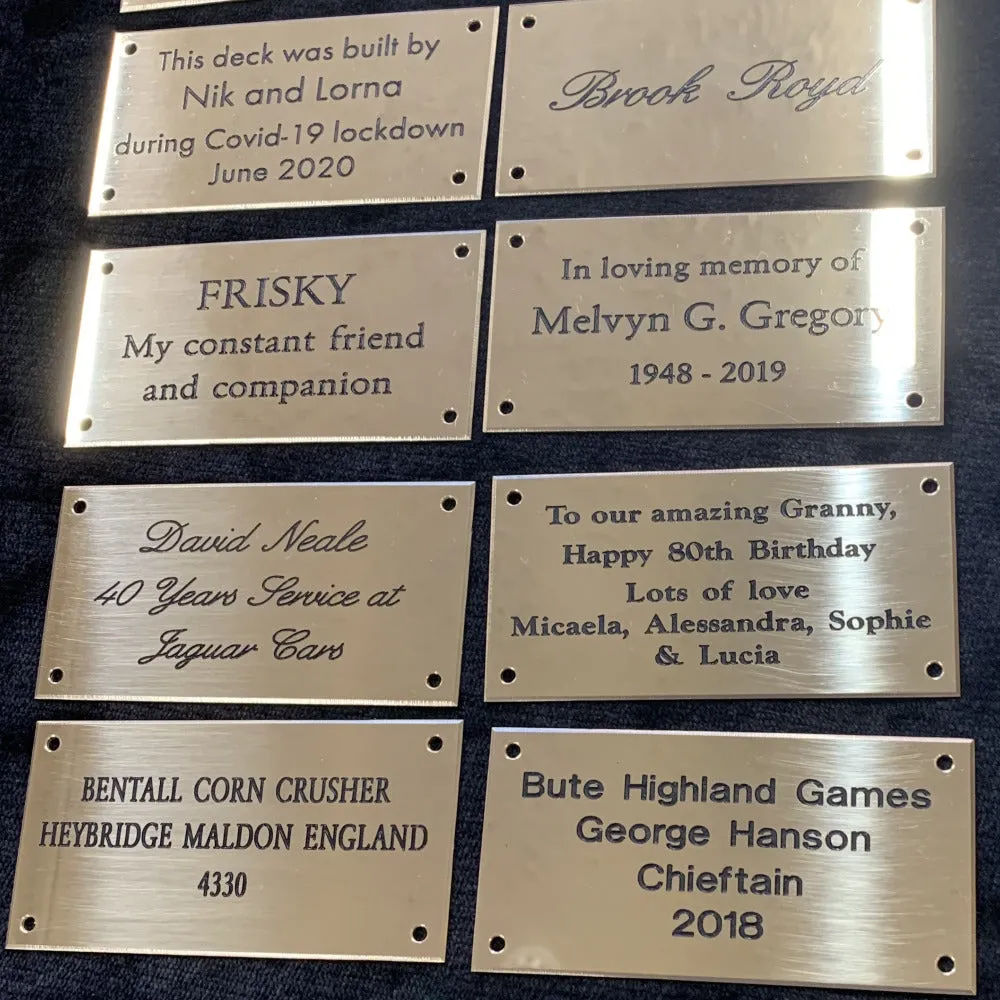 This deck was built by
Nik and Lorna
during Covid-19 lockdown
June 2020
Brook Royd
FRISKY
My constant friend
and companion
In loving memory of
Melvyn G. Gregory
1948 - 2019
David Neale
40 Years Service at
Jaguar Cars
To our amazing Granny,
Happy 80th Birthday
Lots of love
Micaela, Alessandra, Sophie
& Lucia
BENTALL CORN CRUSHER
HEYBRIDGE MALDON ENGLAND
4330
Bute Highland Games
George Hanson
Chieftain
2018